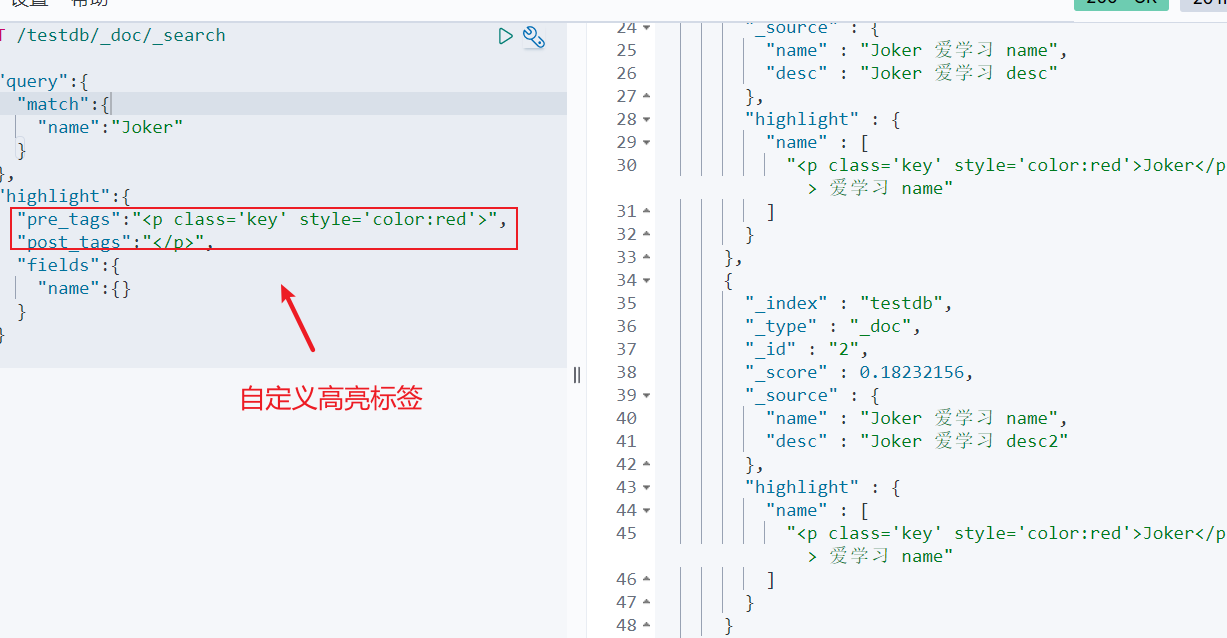 设置 帮助
T /testdb/_doc/_search
"query":{
"match":{
"name":"Joker"
}
},
"highlight":{
"pre_tags":"<p class='key' style='color:red'>",
"post_tags":"</p>",
"fields":{
"name":{}
}
}
自定义高亮标签
200 - OK
20 m
24 "_source" : {
25 "name" : "Joker 爱学习 name",
26 "desc" : "Joker 爱学习 desc"
27 },
28 "highlight" : {
29 "name" : [
30 "<p class='key' style='color:red'>Joker</p
> 爱学习 name"
31 ]
32 }
33 },
34 {
35 "_index" : "testdb",
36 "_type" : "_doc",
37 "_id" : "2",
38 "_score" : 0.18232156,
39 "_source" : {
40 "name" : "Joker 爱学习 name",
41 "desc" : "Joker 爱学习 desc2"
42 },
43 "highlight" : {
44 "name" : [
45 "<p class='key' style='color:red'>Joker</p
> 爱学习 name"
46 ]
47 }
48 }